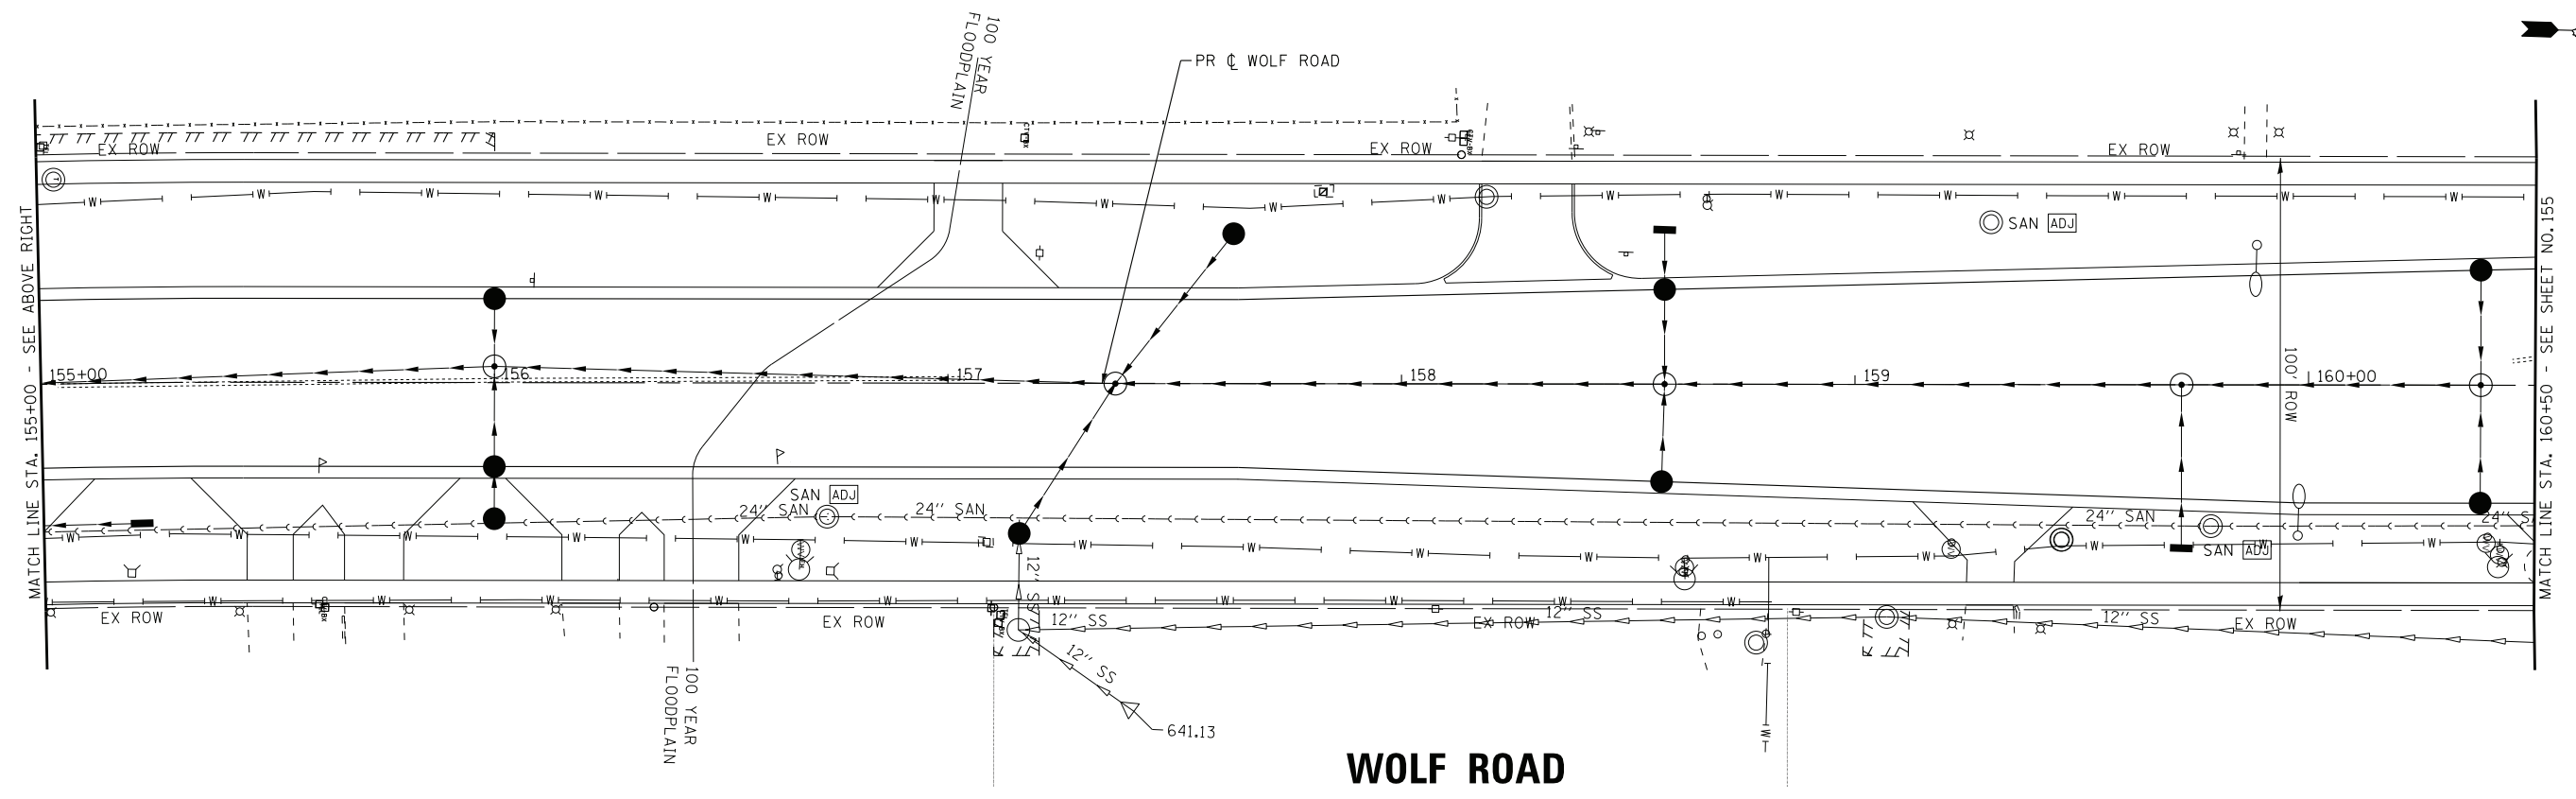 100 YEAR
FLOODPLAIN
PR ℄ WOLF ROAD
EX ROW
EX ROW
EX ROW
EX ROW
W W W W W W W W W W W W W W W
SAN ADJ
MATCH LINE STA. 155+00 - SEE ABOVE RIGHT
MATCH LINE STA. 160+50 - SEE SHEET NO. 155
155+00
156
157
158
159
160+00
100' ROW
SAN ADJ
24'' SAN
24'' SAN
24'' SAN
SAN ADJ
W W W W W W W W W W W W W W
12'' SS
W W W W W W W W W W W
EX ROW
EX ROW
12'' SS
EX ROW
12'' SS
12'' SS
EX ROW
12'' SS
100 YEAR
FLOODPLAIN
641.13
W
T
WOLF ROAD